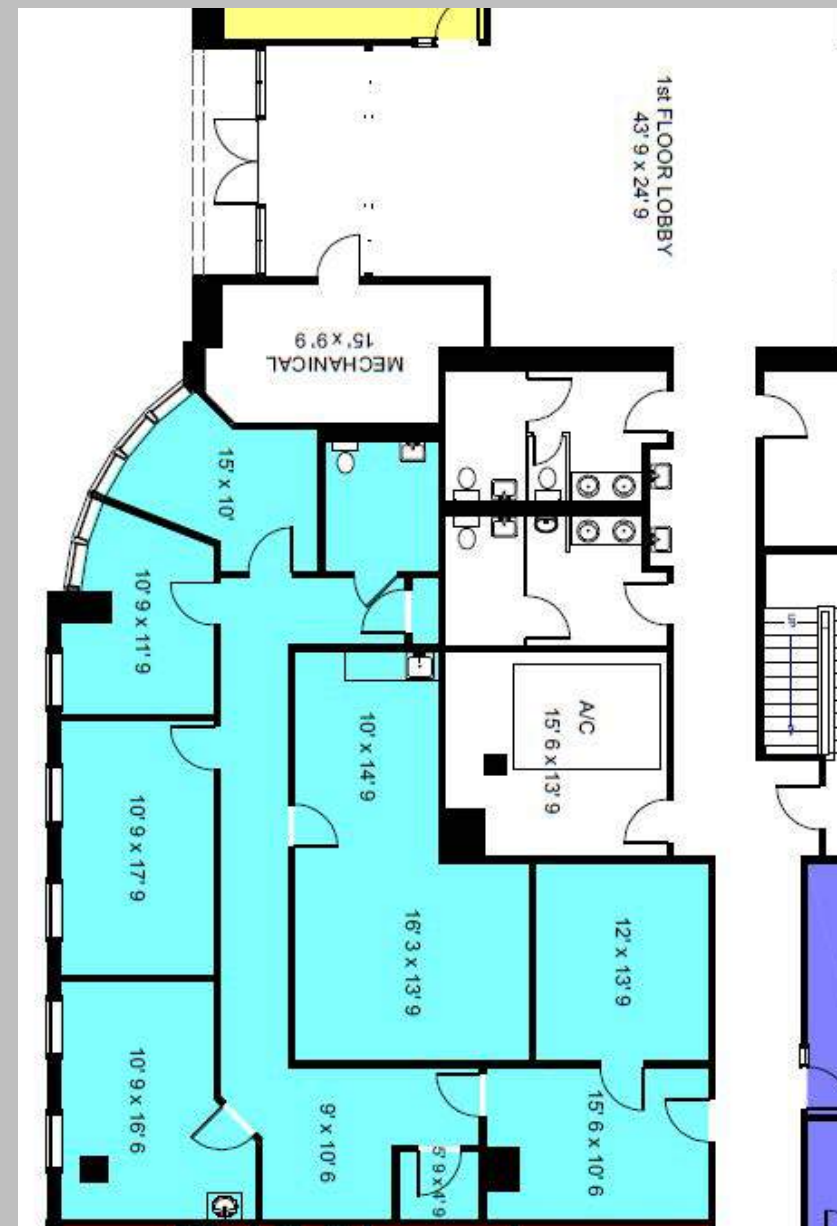 1st FLOOR LOBBY
43' 9 x 24' 9
MECHANICAL
15' x 9' 9
15' x 10'
10' 9 x 11' 9
10' 9 x 17' 9
10' 9 x 16' 6
10' x 14' 9
16' 3 x 13' 9
A/C
15' 6 x 13' 9
12' x 13' 9
15' 6 x 10' 6
9' x 10' 6
5' 9 x 4' 9
UP